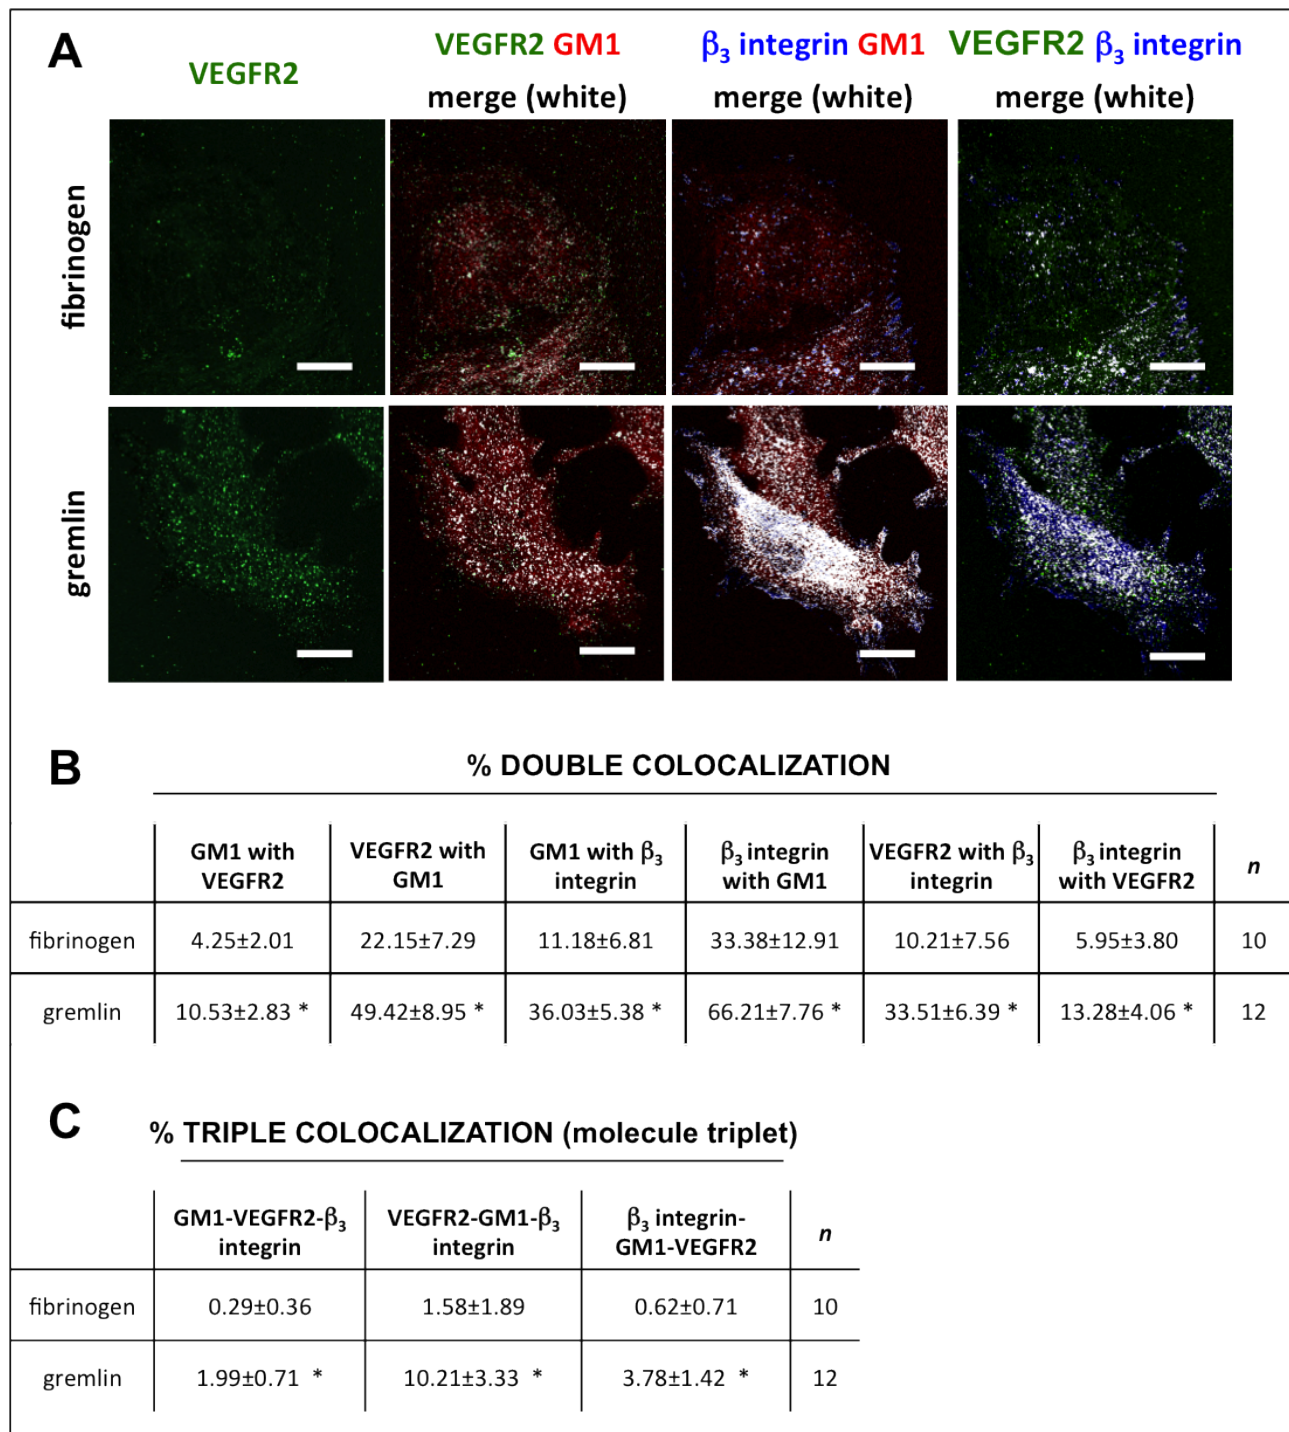 A
VEGFR2
VEGFR2 GM1
merge (white)
β3 integrin GM1
merge (white)
VEGFR2 β3 integrin
merge (white)
fibrinogen
gremlin
B
% DOUBLE COLOCALIZATION
GM1 with VEGFR2 VEGFR2 with GM1 GM1 with β3 integrin β3 integrin with GM1 VEGFR2 with β3 integrin β3 integrin with VEGFR2 n
fibrinogen 4.25±2.01 22.15±7.29 11.18±6.81 33.38±12.91 10.21±7.56 5.95±3.80 10
gremlin 10.53±2.83 * 49.42±8.95 * 36.03±5.38 * 66.21±7.76 * 33.51±6.39 * 13.28±4.06 * 12
C
% TRIPLE COLOCALIZATION (molecule triplet)
GM1-VEGFR2-β3 integrin VEGFR2-GM1-β3 integrin β3 integrin-GM1-VEGFR2 n
fibrinogen 0.29±0.36 1.58±1.89 0.62±0.71 10
gremlin 1.99±0.71 * 10.21±3.33 * 3.78±1.42 * 12